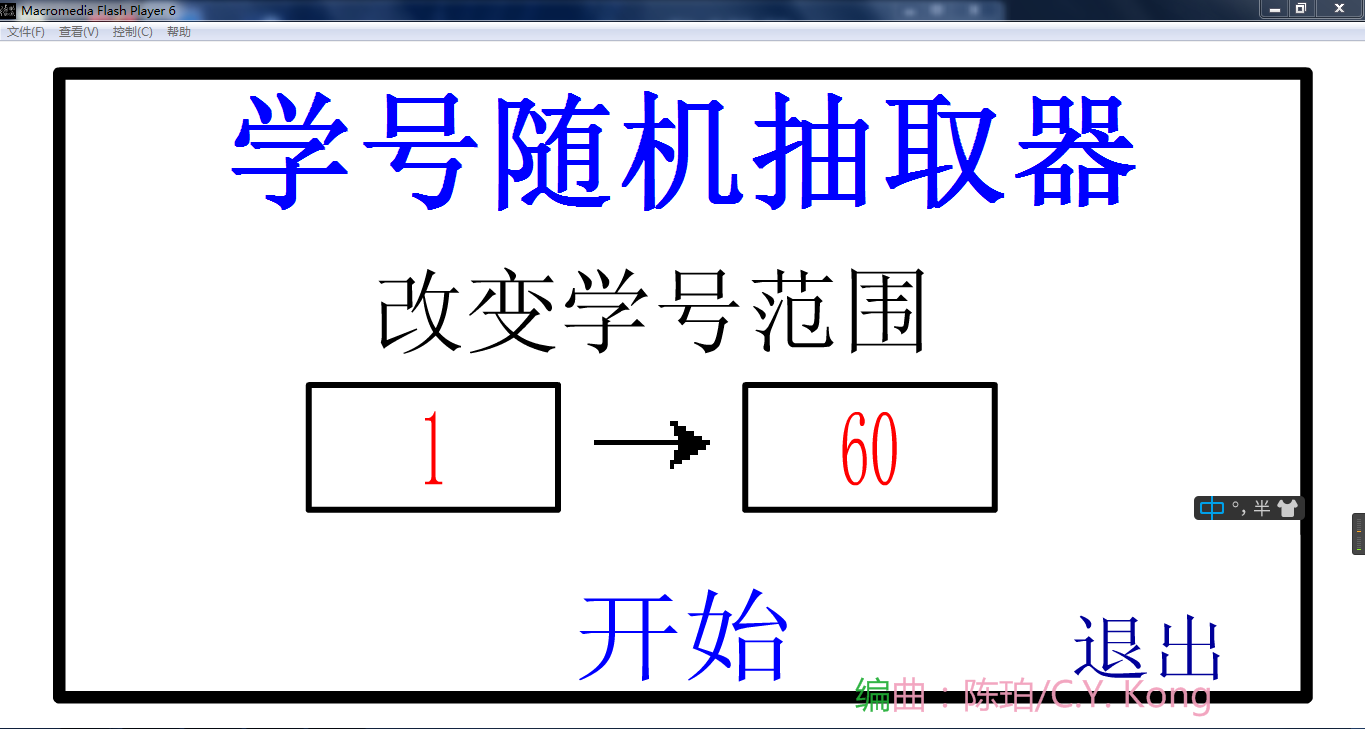 Macromedia Flash Player 6
文件(F) 查看(V) 控制(C) 帮助
学号随机抽取器
改变学号范围
1 60
中 °, 半
开始
退出
编曲：陈珀/C.Y. Kong